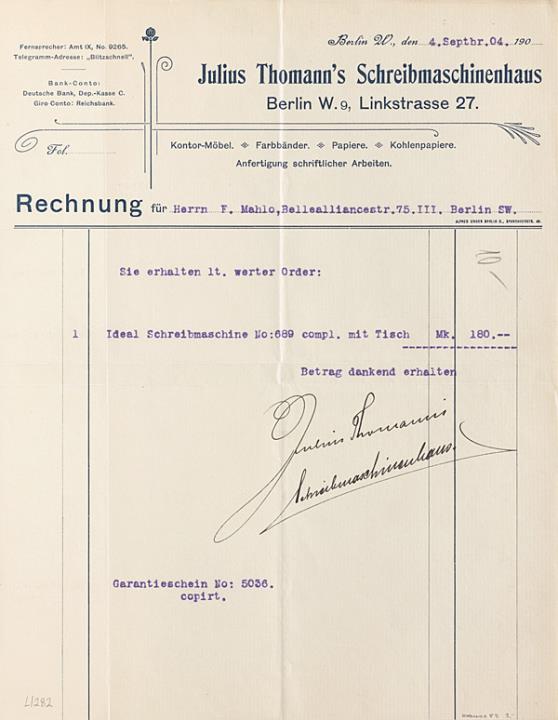 Fernsprecher: Amt IX, No. 9265.
Telegramm-Adresse: „Blitzschnell".
Bank-Conto:
Deutsche Bank, Dep.-Kasse C.
Giro Conto: Reichsbank.
Berlin W., den 4.Septbr.04. 190
Julius Thomann's Schreibmaschinenhaus
Berlin W. 9, Linkstrasse 27.
Fol.
Kontor-Möbel. Farbbänder. Papiere. Kohlenpapiere.
Anfertigung schriftlicher Arbeiten.
Rechnung für Herrn F. Mahlo,Bellealliancestr.75.III. Berlin SW.
Sie erhalten lt. werter Order:
1 Ideal Schreibmaschine No:689 compl. mit Tisch Mk. 180.--
Betrag dankend erhalten
Julius Thomann's
Schreibmaschinenhaus.
Garantieschein No: 5036.
copirt.
L1282